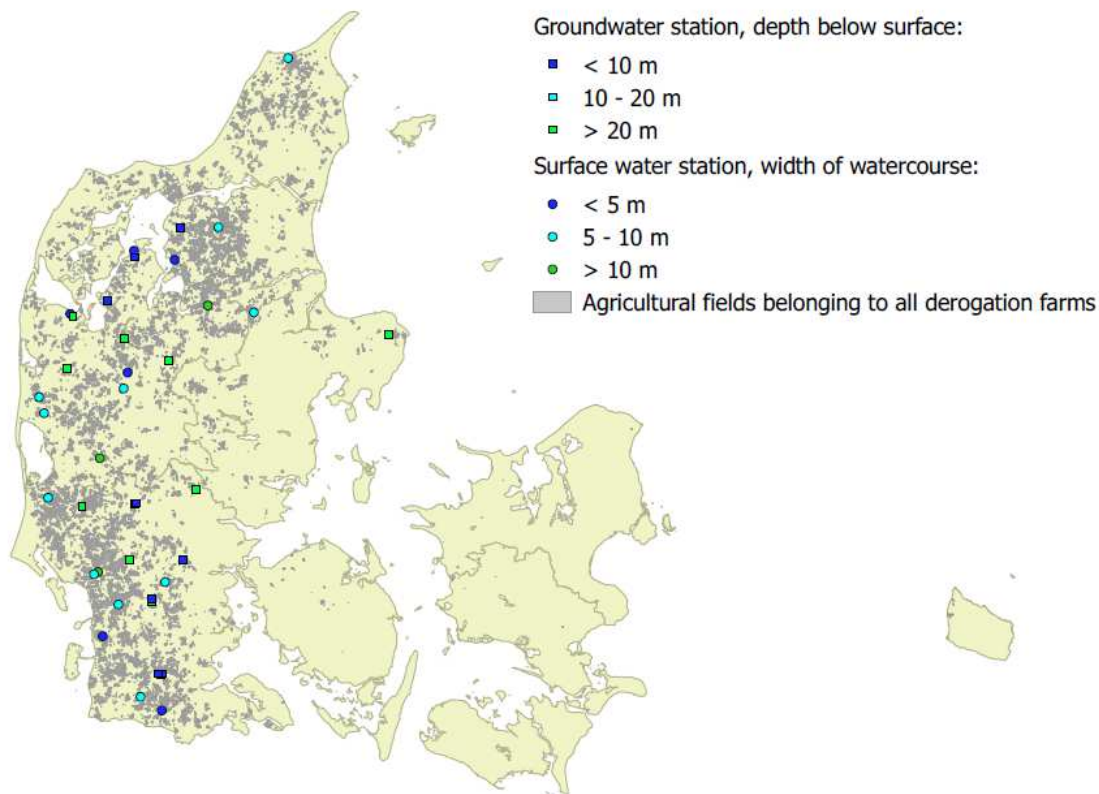 Groundwater station, depth below surface:
< 10 m
10 - 20 m
> 20 m
Surface water station, width of watercourse:
< 5 m
5 - 10 m
> 10 m
Agricultural fields belonging to all derogation farms